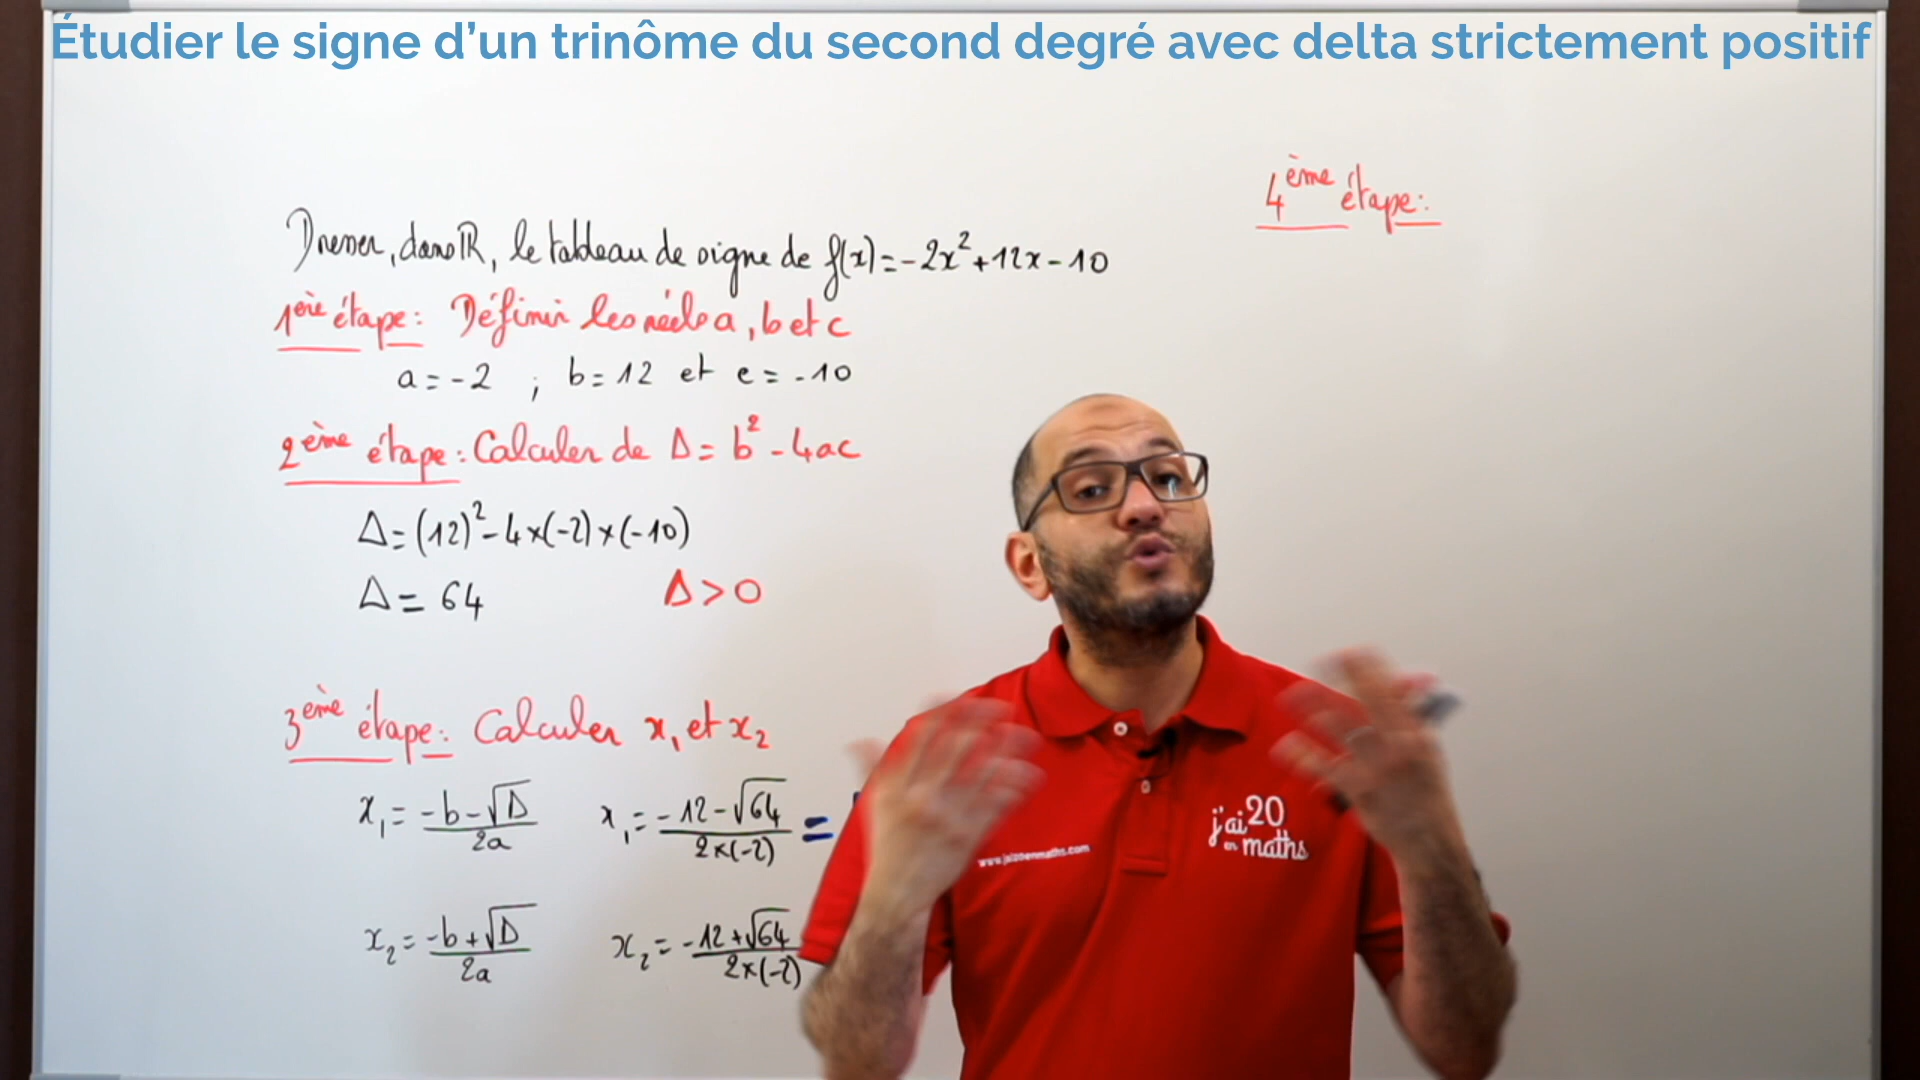 Étudier le signe d’un trinôme du second degré avec delta strictement positif
Dresser, dans ℝ, le tableau de signe de f(x) = -2x² + 12x - 10
1ère étape : Définir les réels a, b et c
a = -2 ; b = 12 et c = -10
2ème étape : Calculer de Δ = b² - 4ac
Δ = (12)² - 4×(-2)×(-10)
Δ = 64 Δ > 0
3ème étape : Calculer x₁ et x₂
x₁ = (-b - √Δ)/2a x₁ = (-12 - √64)/(2×(-2)) =
x₂ = (-b + √Δ)/2a x₂ = (-12 + √64)/(2×(-2))
4ème étape :
www.jai20enmaths.com
j'ai 20
en maths